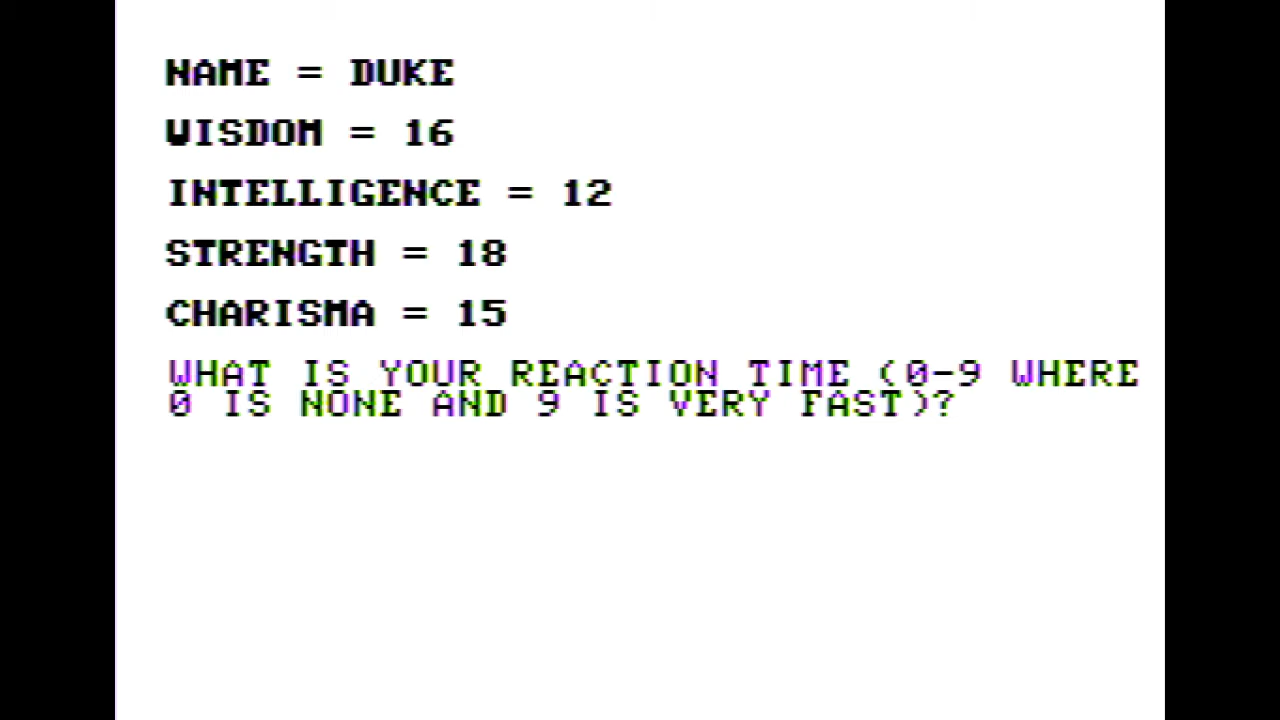 NAME = DUKE
WISDOM = 16
INTELLIGENCE = 12
STRENGTH = 18
CHARISMA = 15
WHAT IS YOUR REACTION TIME (0-9 WHERE
0 IS NONE AND 9 IS VERY FAST)?